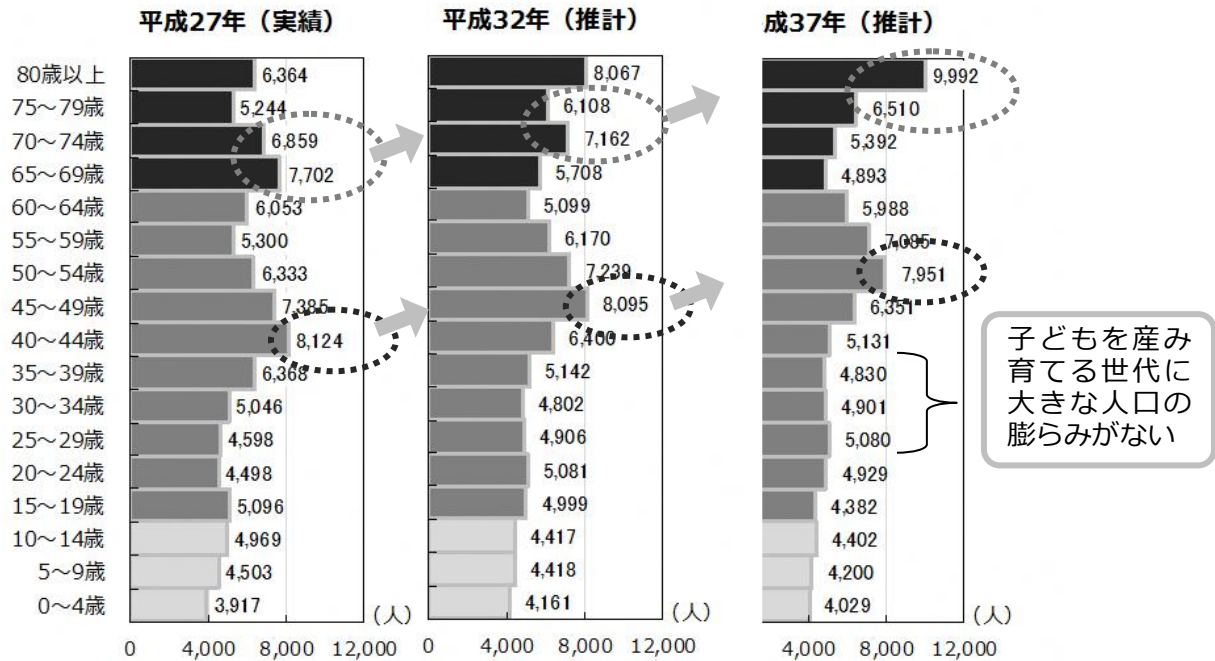 平成27年（実績）
平成32年（推計）
成37年（推計）
80歳以上 6,364 8,067 9,992
75～79歳 5,244 6,108 6,510
70～74歳 6,859 7,162 5,392
65～69歳 7,702 5,708 4,893
60～64歳 6,053 5,099 5,988
55～59歳 5,300 6,170 7,085
50～54歳 6,333 7,239 7,951
45～49歳 7,385 8,095 6,351
40～44歳 8,124 6,400 5,131
35～39歳 6,368 5,142 4,830
30～34歳 5,046 4,802 4,901
25～29歳 4,598 4,906 5,080
20～24歳 4,498 5,081 4,929
15～19歳 5,096 4,999 4,382
10～14歳 4,969 4,417 4,402
5～9歳 4,503 4,418 4,200
0～4歳 3,917 4,161 4,029
(人) (人) (人)
0 4,000 8,000 12,000 0 4,000 8,000 12,000 4,000 8,000 12,000
子どもを産み
育てる世代に
大きな人口の
膨らみがない